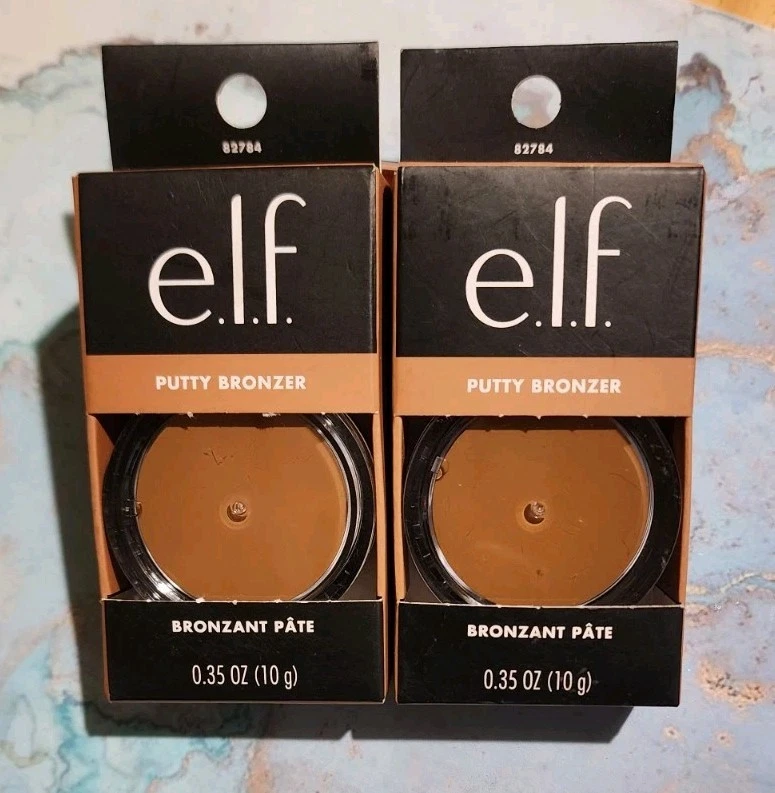 82784
e.l.f.
PUTTY BRONZER
BRONZANT PÂTE
0.35 OZ (10 g)
82784
e.l.f.
PUTTY BRONZER
BRONZANT PÂTE
0.35 OZ (10 g)